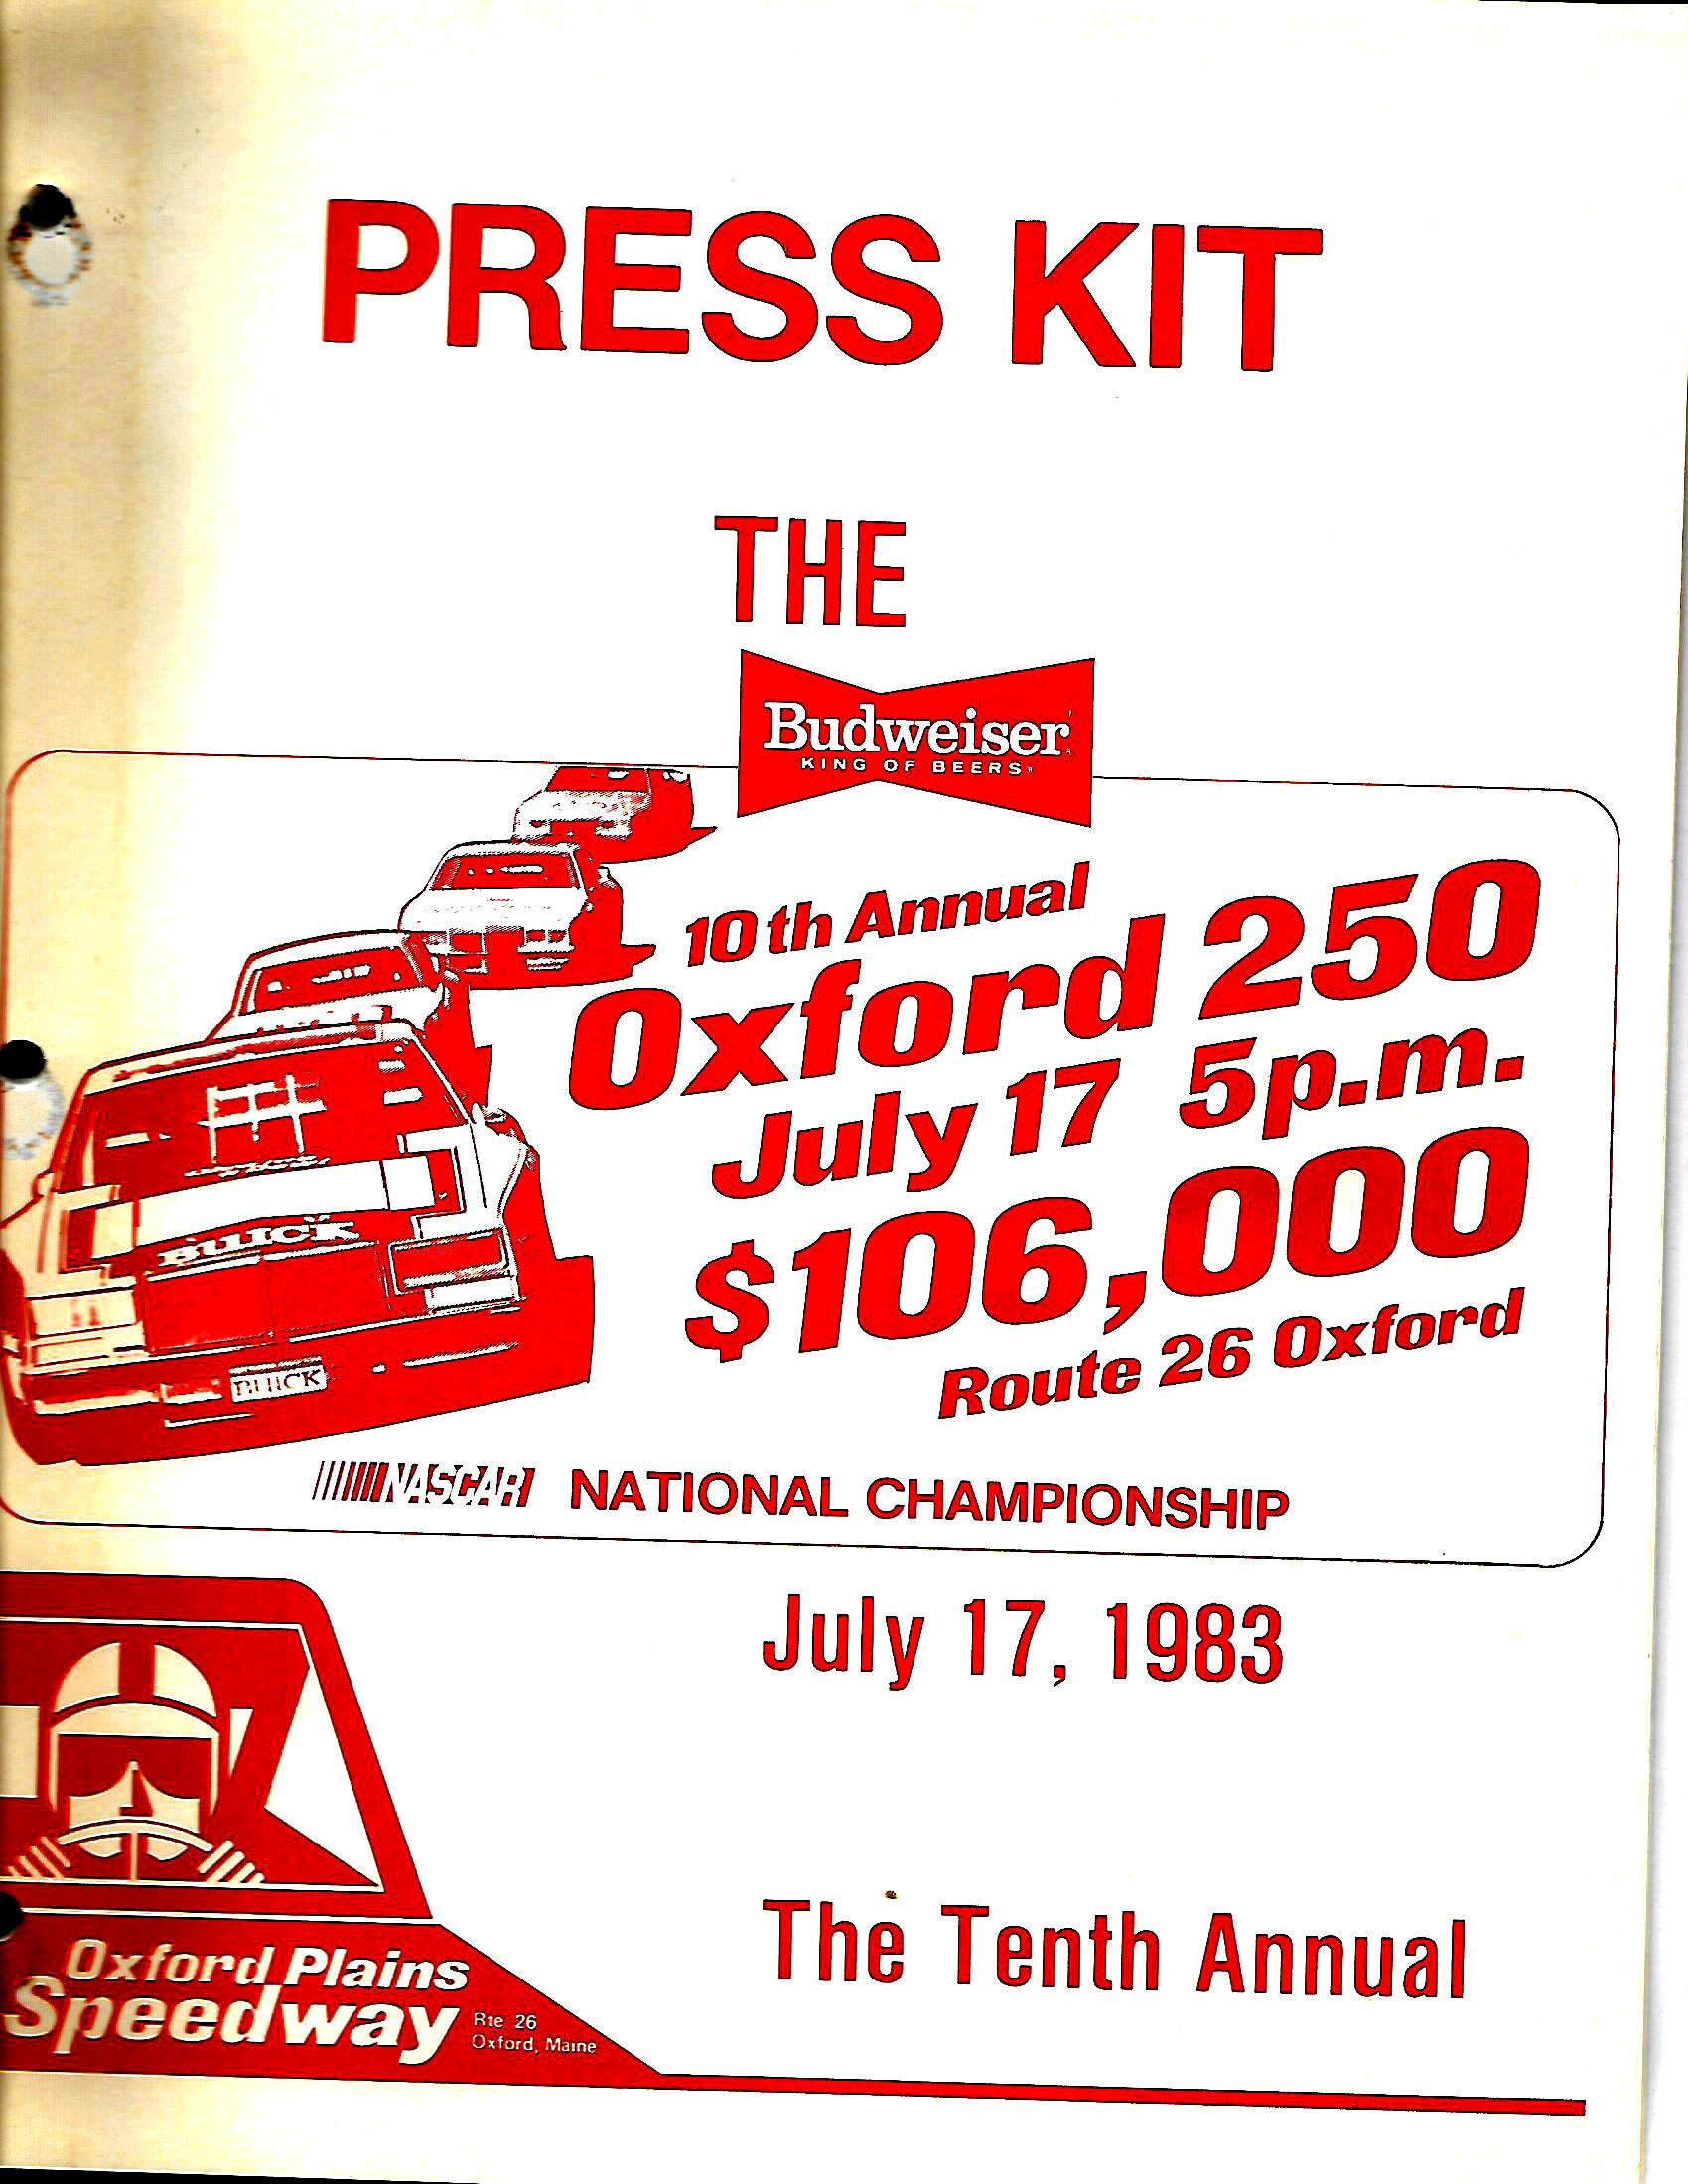 PRESS KIT
THE
Budweiser
KING OF BEERS
10th Annual
Oxford 250
July 17 5p.m.
$106,000
Route 26 Oxford
BUICK
BUICK
NASCAR NATIONAL CHAMPIONSHIP
July 17, 1983
The Tenth Annual
Oxford Plains
Speedway
Rte 26
Oxford, Maine